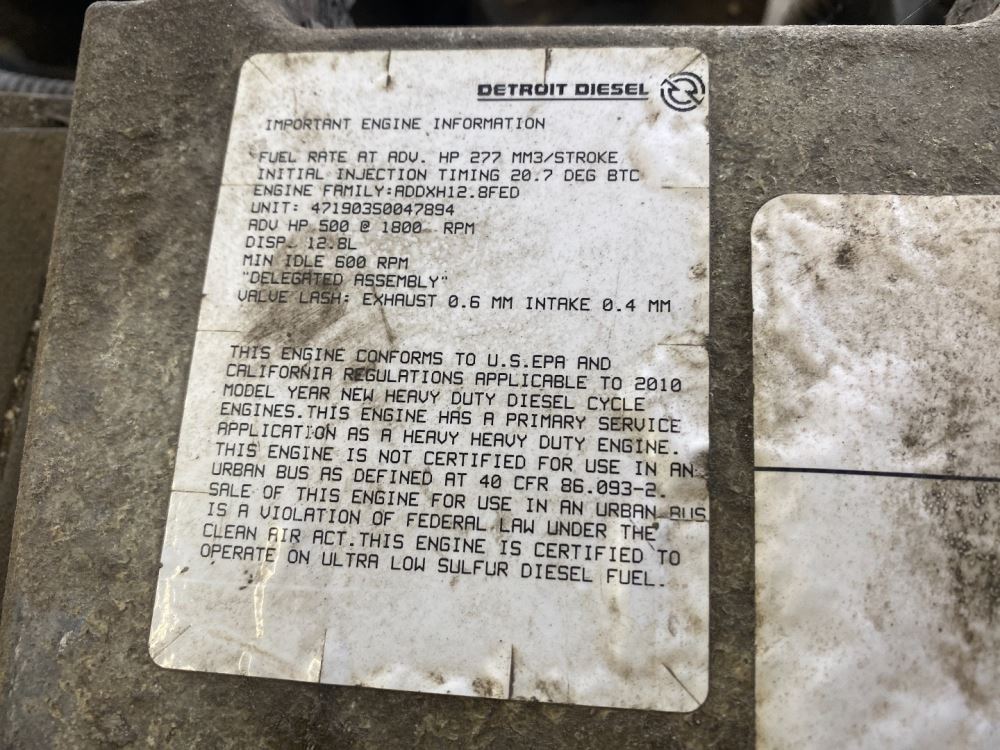 DETROIT DIESEL
IMPORTANT ENGINE INFORMATION
FUEL RATE AT ADV. HP 277 MM3/STROKE
INITIAL INJECTION TIMING 20.7 DEG BTC
ENGINE FAMILY:ADDXH12.8FED
UNIT: 471903S0047894
ADV HP 500 @ 1800 RPM
DISP. 12.8L
MIN IDLE 600 RPM
"DELEGATED ASSEMBLY"
VALVE LASH: EXHAUST 0.6 MM INTAKE 0.4 MM
THIS ENGINE CONFORMS TO U.S.EPA AND
CALIFORNIA REGULATIONS APPLICABLE TO 2010
MODEL YEAR NEW HEAVY DUTY DIESEL CYCLE
ENGINES.THIS ENGINE HAS A PRIMARY SERVICE
APPLICATION AS A HEAVY HEAVY DUTY ENGINE.
THIS ENGINE IS NOT CERTIFIED FOR USE IN AN
URBAN BUS AS DEFINED AT 40 CFR 86.093-2.
SALE OF THIS ENGINE FOR USE IN AN URBAN BUS
IS A VIOLATION OF FEDERAL LAW UNDER THE
CLEAN AIR ACT.THIS ENGINE IS CERTIFIED TO
OPERATE ON ULTRA LOW SULFUR DIESEL FUEL.